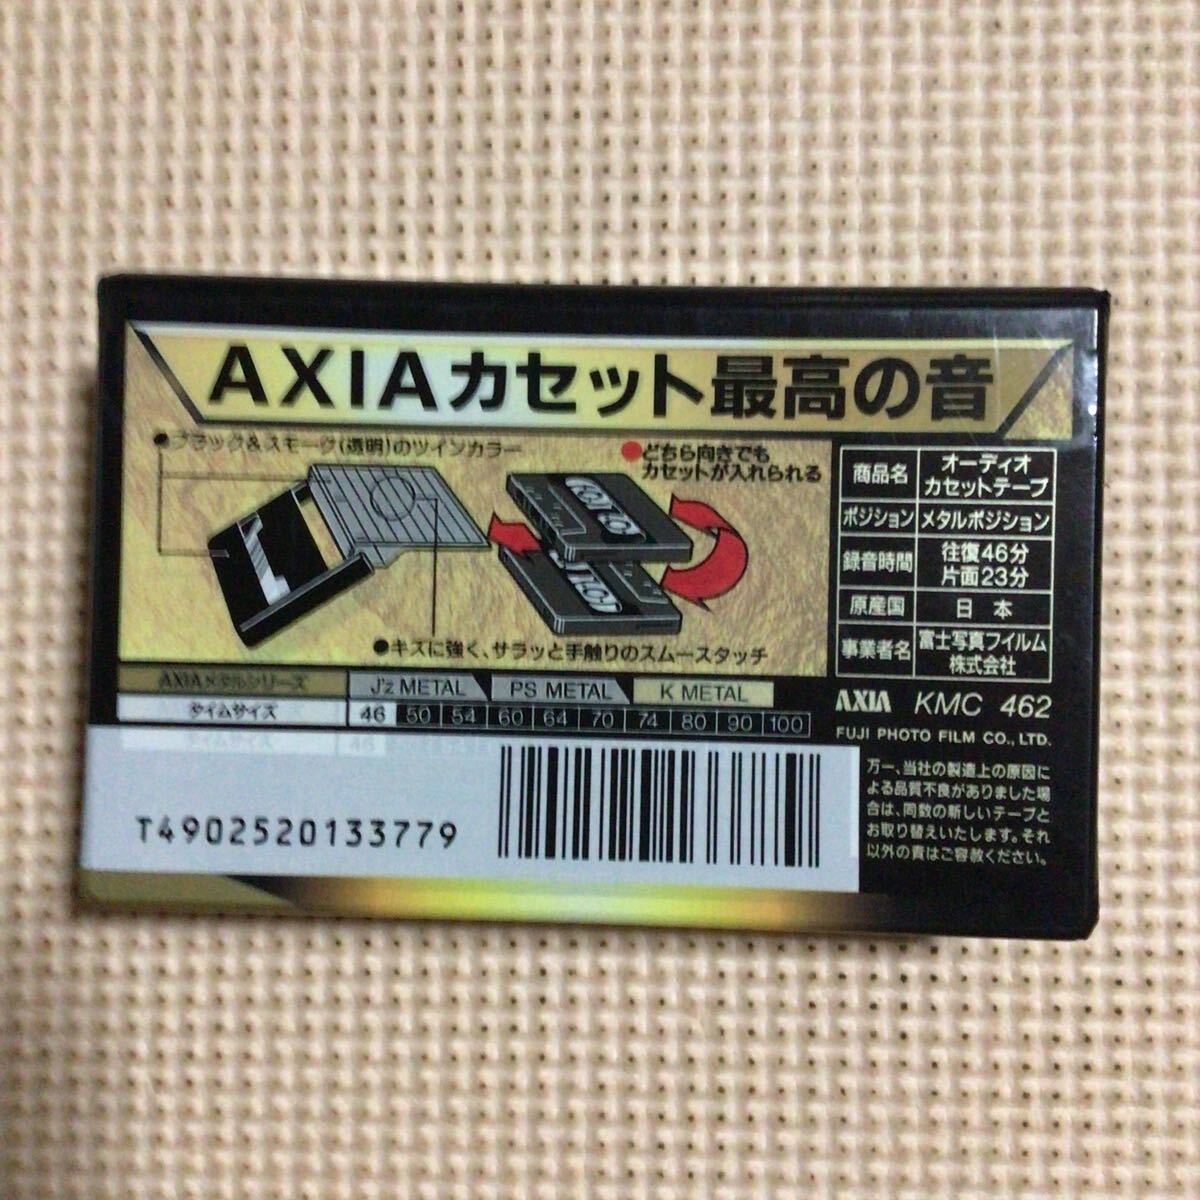 AXIAカセット最高の音
●ブラック&スモーク(透明)のツインカラー
●どちら向きでも
カセットが入れられる
●キズに強く、サラッと手触りのスムースタッチ
商品名 オーディオ
カセットテープ
ポジション メタルポジション
録音時間 往復46分
片面23分
原産国 日本
事業者名 富士写真フイルム
株式会社
AXIAメタルシリーズ J'z METAL PS METAL K METAL
タイムサイズ 46 50 54 60 64 70 74 80 90 100
AXIA KMC 462
FUJI PHOTO FILM CO., LTD.
万一、当社の製造上の原因に
よる品質不良がありました場
合は、同数の新しいテープと
お取り替えいたします。それ
以外の責はご容赦ください。
T4902520133779